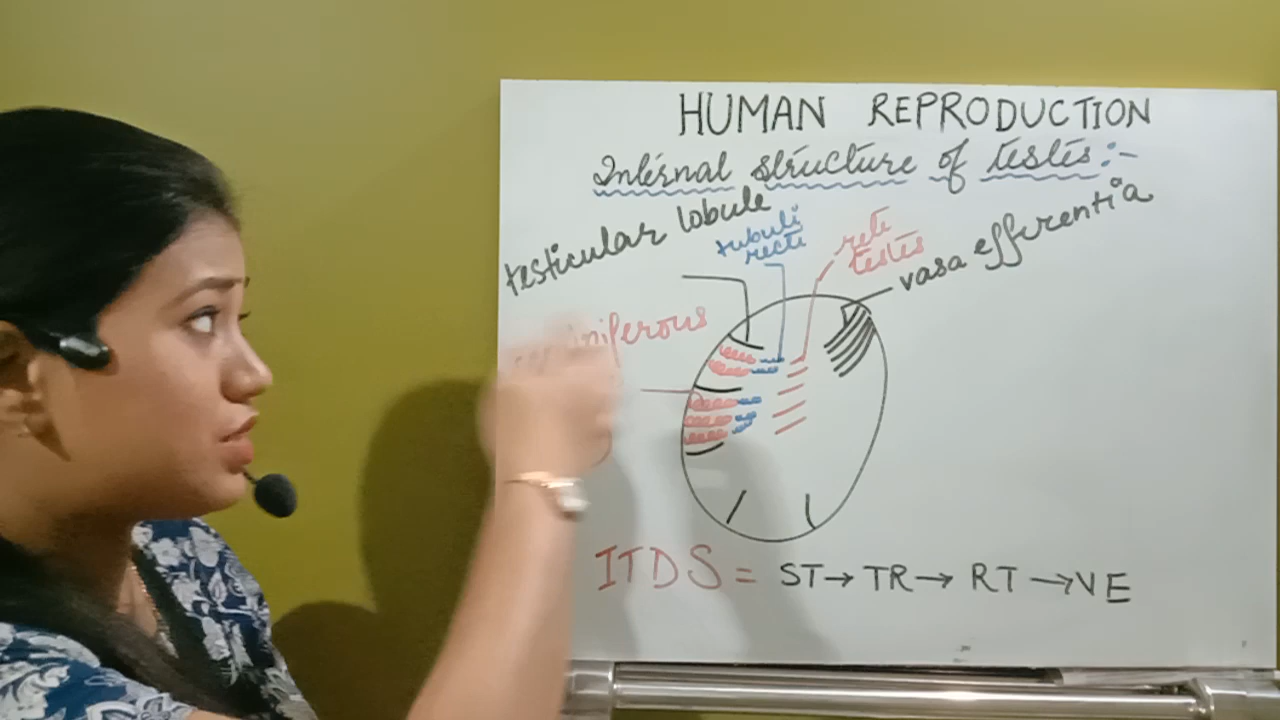 HUMAN REPRODUCTION
Internal structure of testes:-
testicular lobule
tubuli
recti
rete
testes
vasa efferentia
ITDS = ST→ TR→ RT →VE